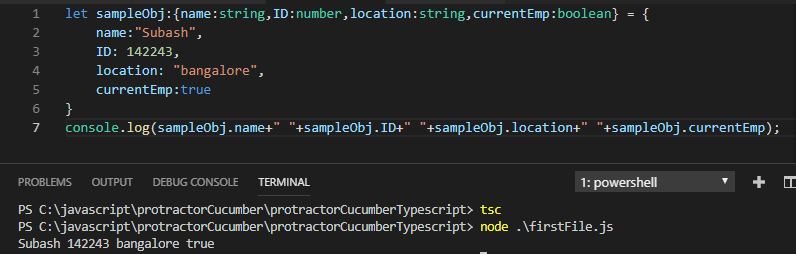 1 let sampleObj:{name:string,ID:number,location:string,currentEmp:boolean} = {
2 name:"Subash",
3 ID: 142243,
4 location: "bangalore",
5 currentEmp:true
6 }
7 console.log(sampleObj.name+" "+sampleObj.ID+" "+sampleObj.location+" "+sampleObj.currentEmp);
PROBLEMS OUTPUT DEBUG CONSOLE TERMINAL 1: powershell
PS C:\javascript\protractorCucumber\protractorCucumberTypescript> tsc
PS C:\javascript\protractorCucumber\protractorCucumberTypescript> node .\firstFile.js
Subash 142243 bangalore true